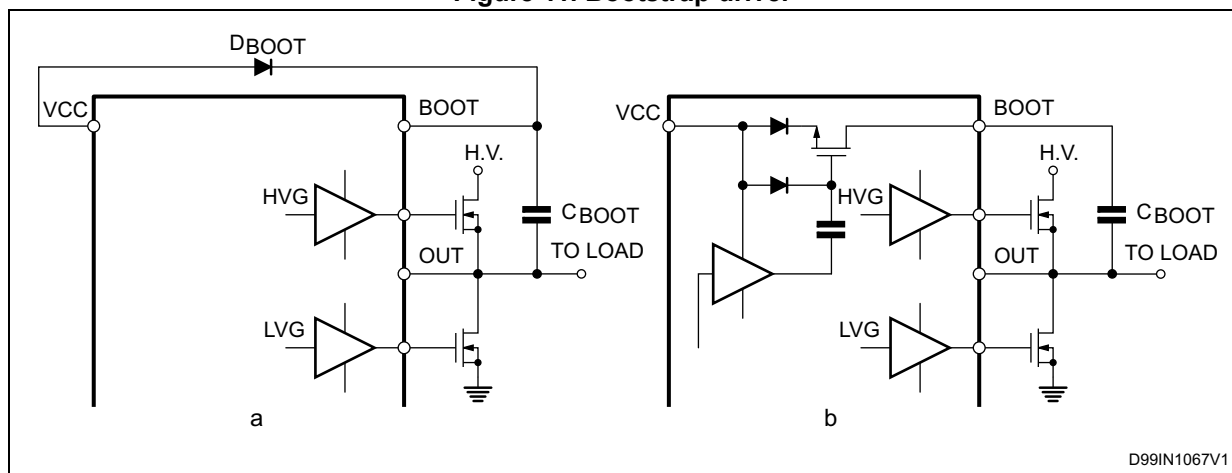 Figure Bootstrap driver
DBOOT
VCC
BOOT
H.V.
HVG
CBOOT
TO LOAD
OUT
LVG
a
VCC
BOOT
H.V.
HVG
CBOOT
TO LOAD
OUT
LVG
b
D99IN1067V1